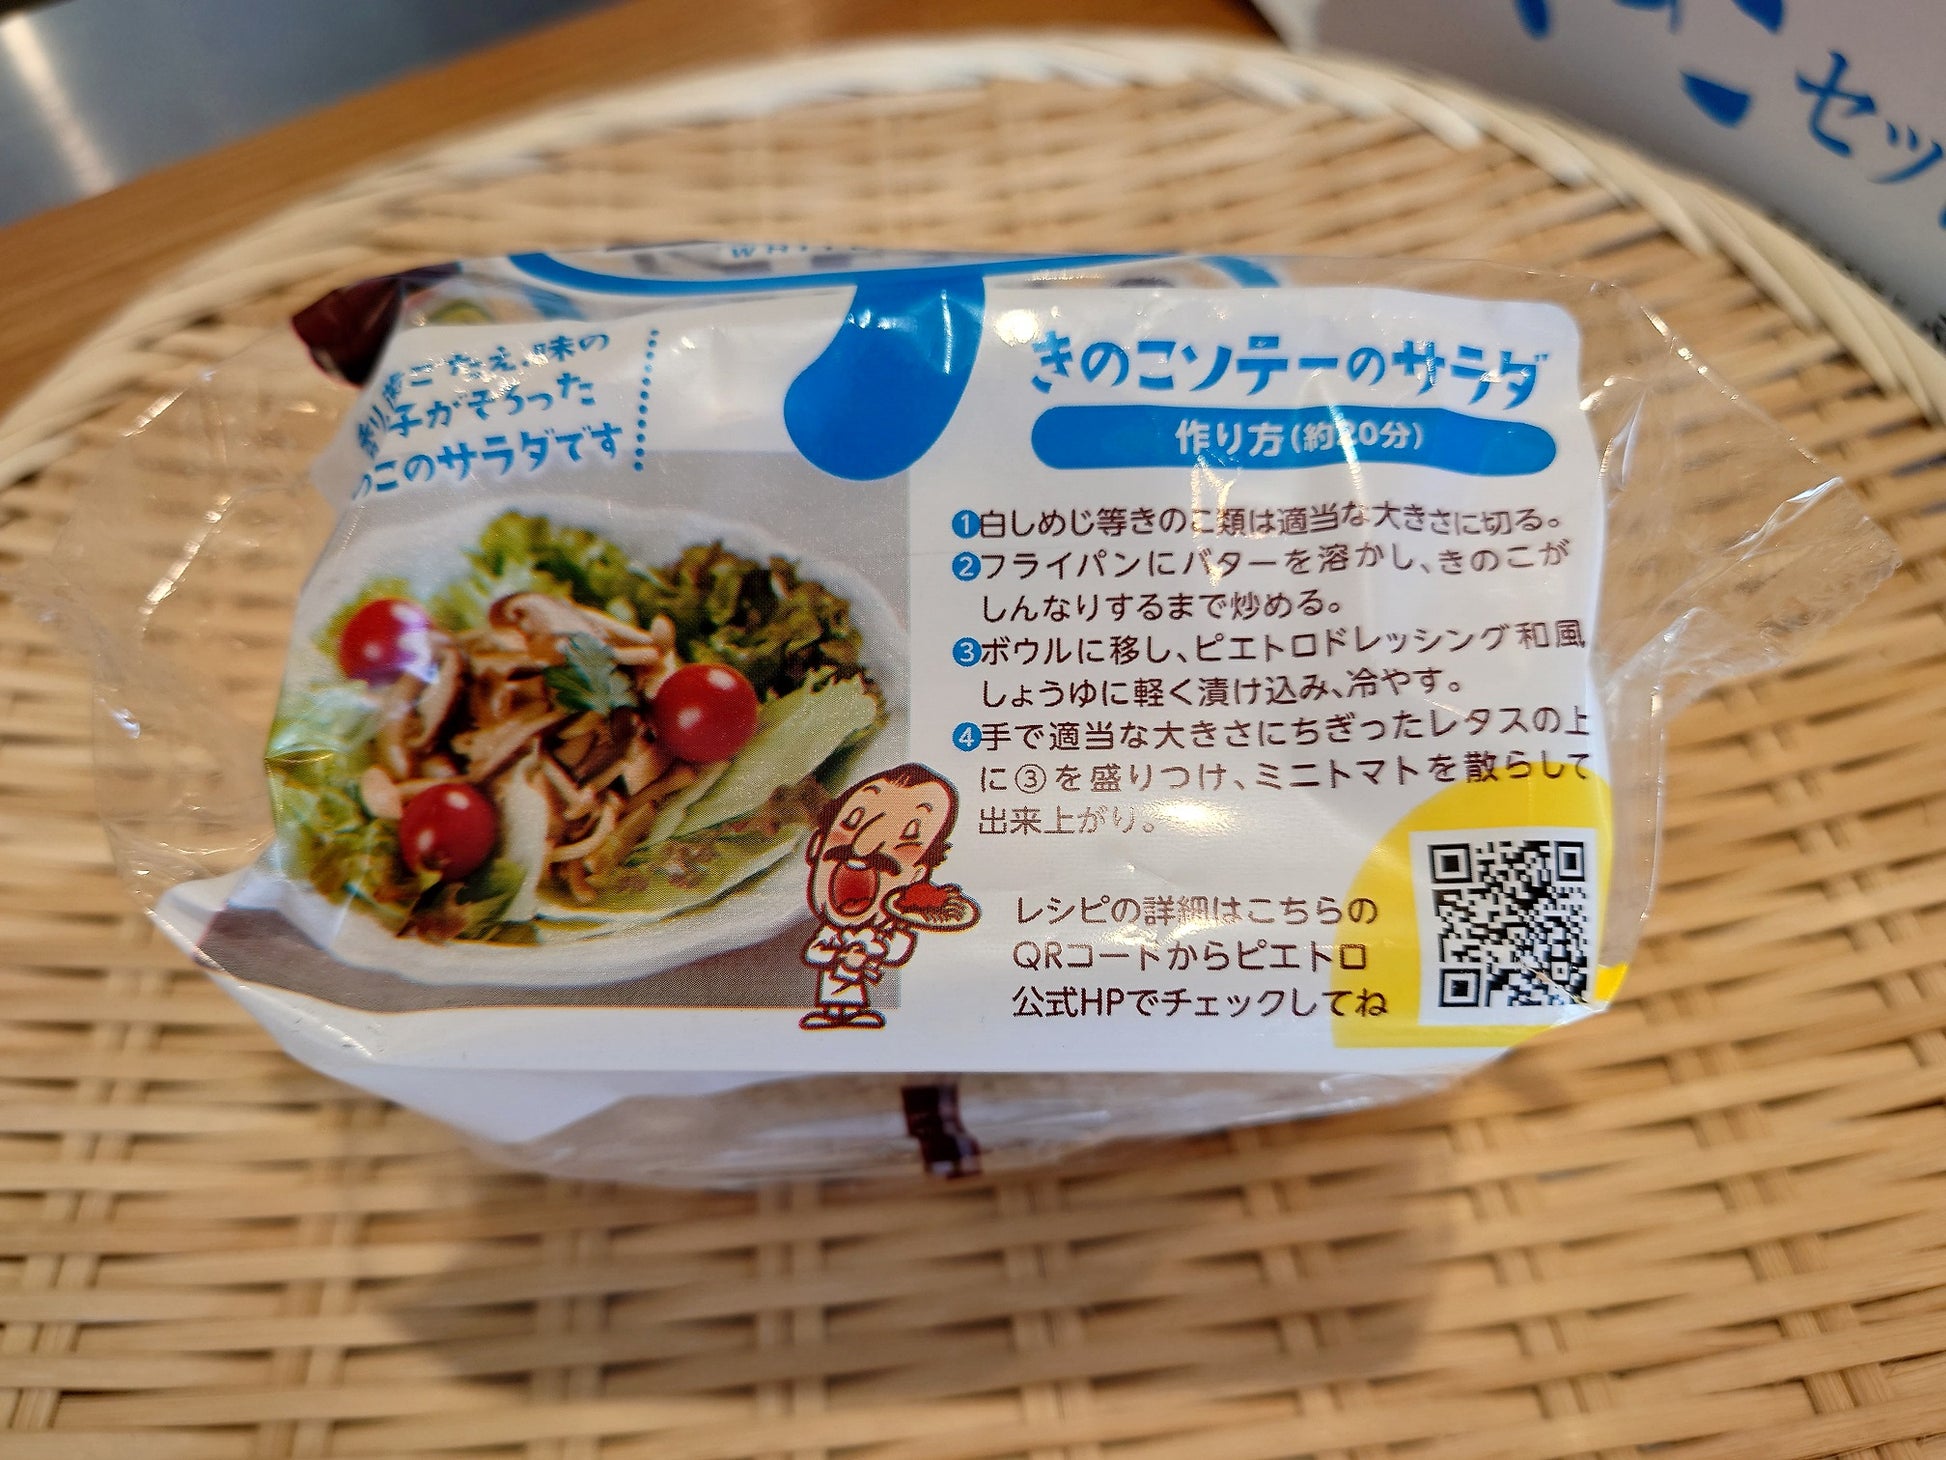 セッ
香り、歯ごたえ、味の
子がそろった
のこのサラダです
きのこソテーのサラダ
作り方(約20分)
❶白しめじ等きのこ類は適当な大きさに切る。
❷フライパンにバターを溶かし、きのこが
しんなりするまで炒める。
❸ボウルに移し、ピエトロドレッシング和風
しょうゆに軽く漬け込み、冷やす。
❹手で適当な大きさにちぎったレタスの上
に③を盛りつけ、ミニトマトを散らして
出来上がり。
レシピの詳細はこちらの
QRコードからピエトロ
公式HPでチェックしてね